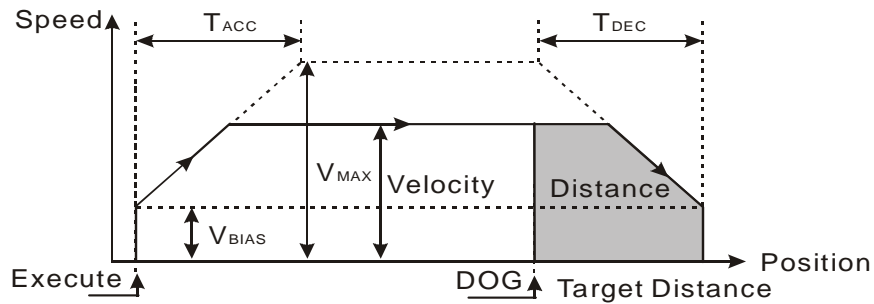 Speed
TACC
TDEC
VMAX
Velocity
Distance
VBIAS
Position
Execute
DOG
Target Distance